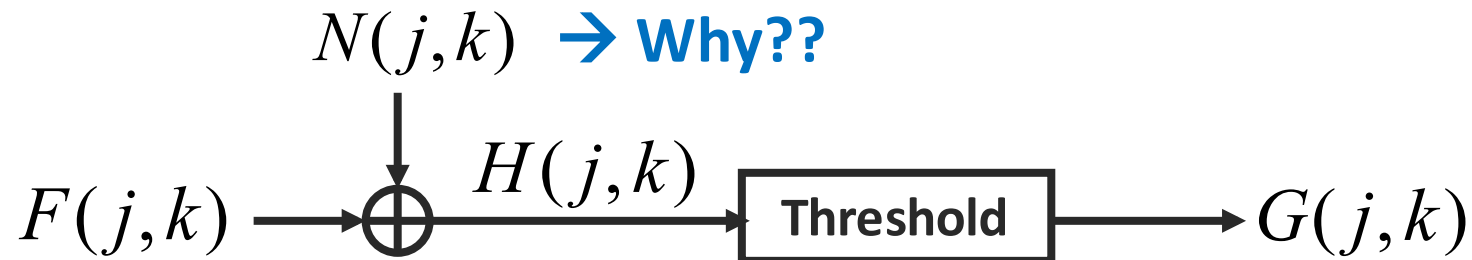 N(j,k) → Why??
H(j,k)
F(j,k)
Threshold
G(j,k)